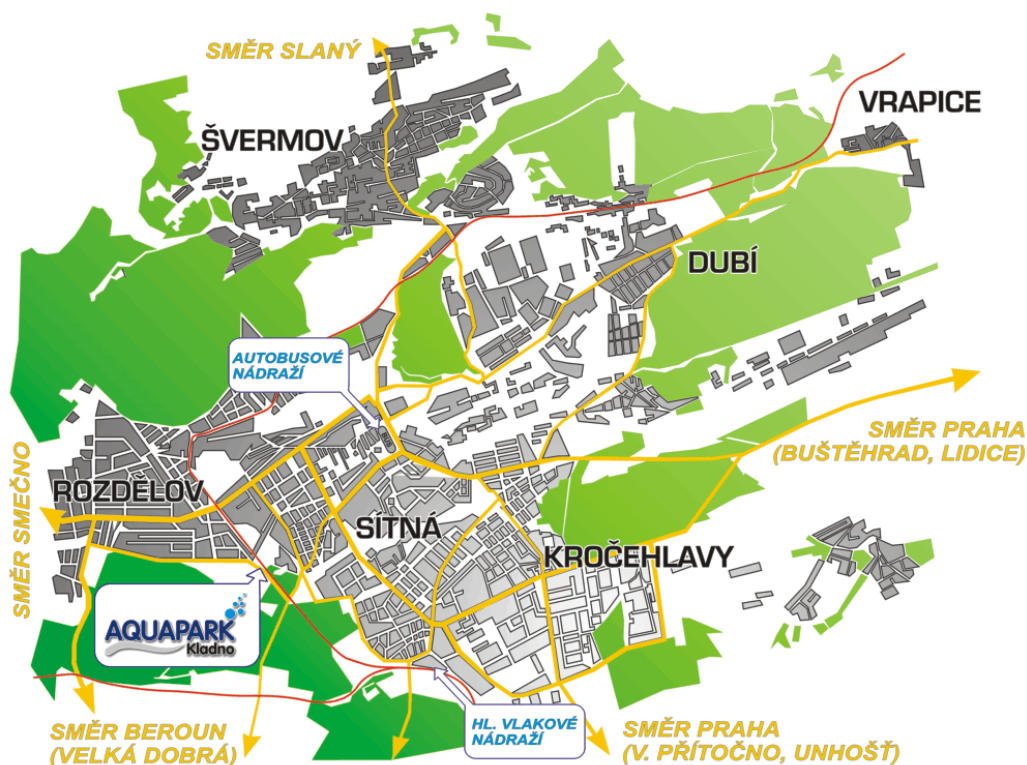 SMĚR SLANÝ
VRAPICE
ŠVERMOV
DUBÍ
AUTOBUSOVÉ
NÁDRAŽÍ
SMĚR PRAHA
(BUŠTĚHRAD, LIDICE)
SMĚR SMEČNO
ROZDĚLOV
SÍTNÁ
KROČEHLAVY
AQUAPARK
Kladno
SMĚR BEROUN
(VELKÁ DOBRÁ)
HL. VLAKOVÉ
NÁDRAŽÍ
SMĚR PRAHA
(V. PŘÍTOČNO, UNHOŠŤ)